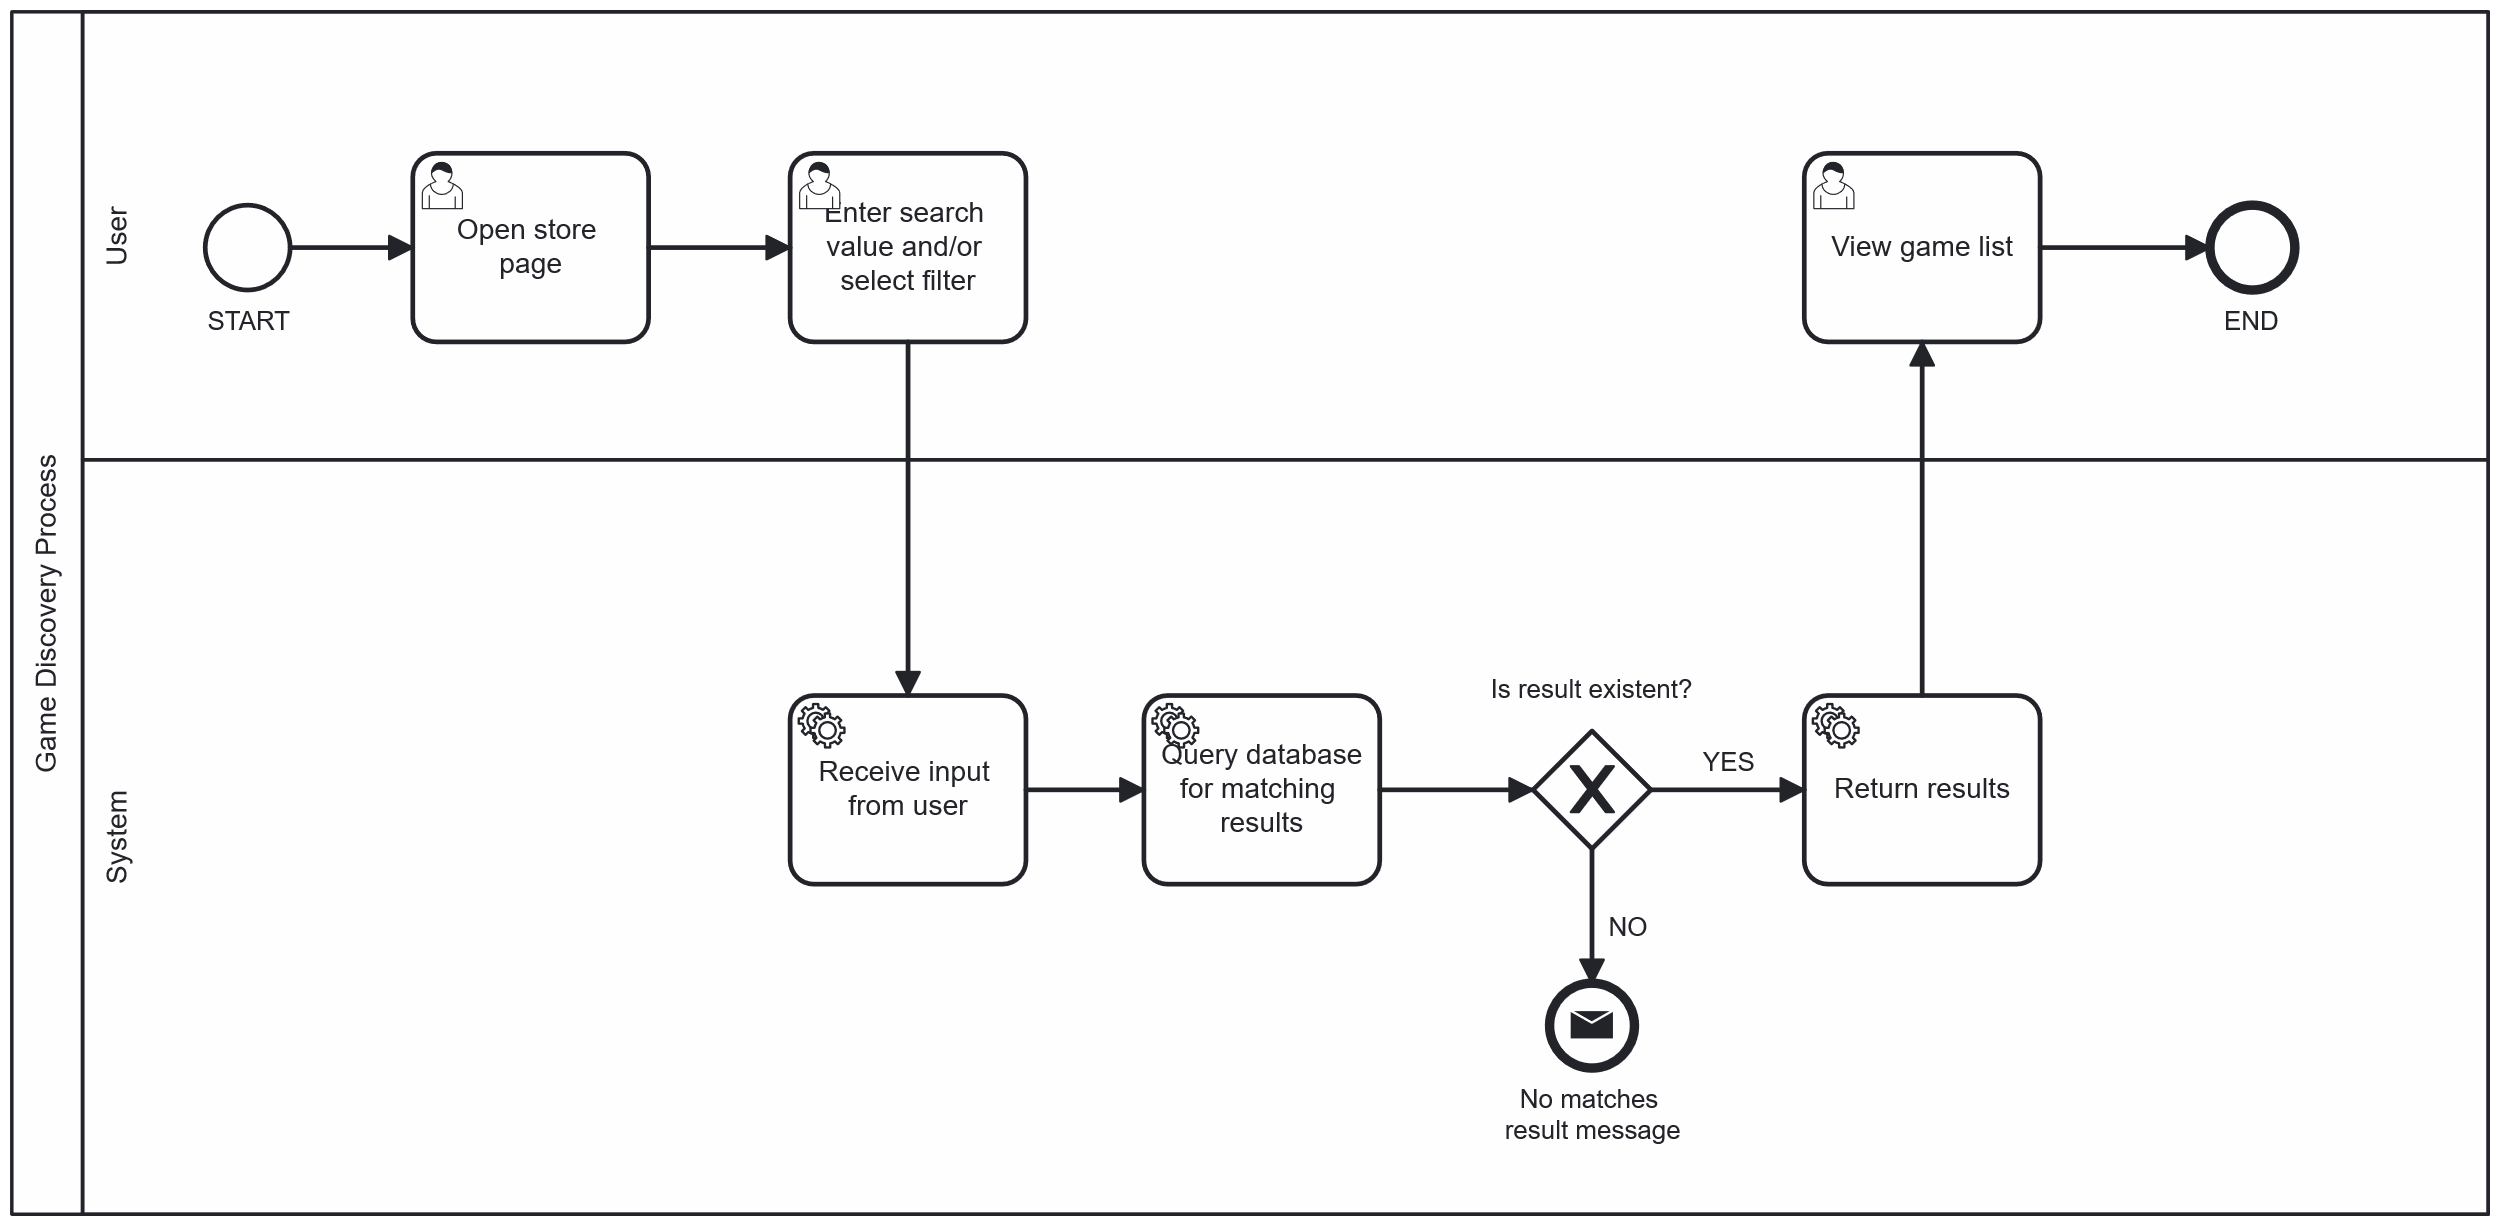 Game Discovery Process
User
START
Open store
page
Enter search
value and/or
select filter
View game list
END
System
Receive input
from user
Query database
for matching
results
Is result existent?
YES
NO
Return results
No matches
result message